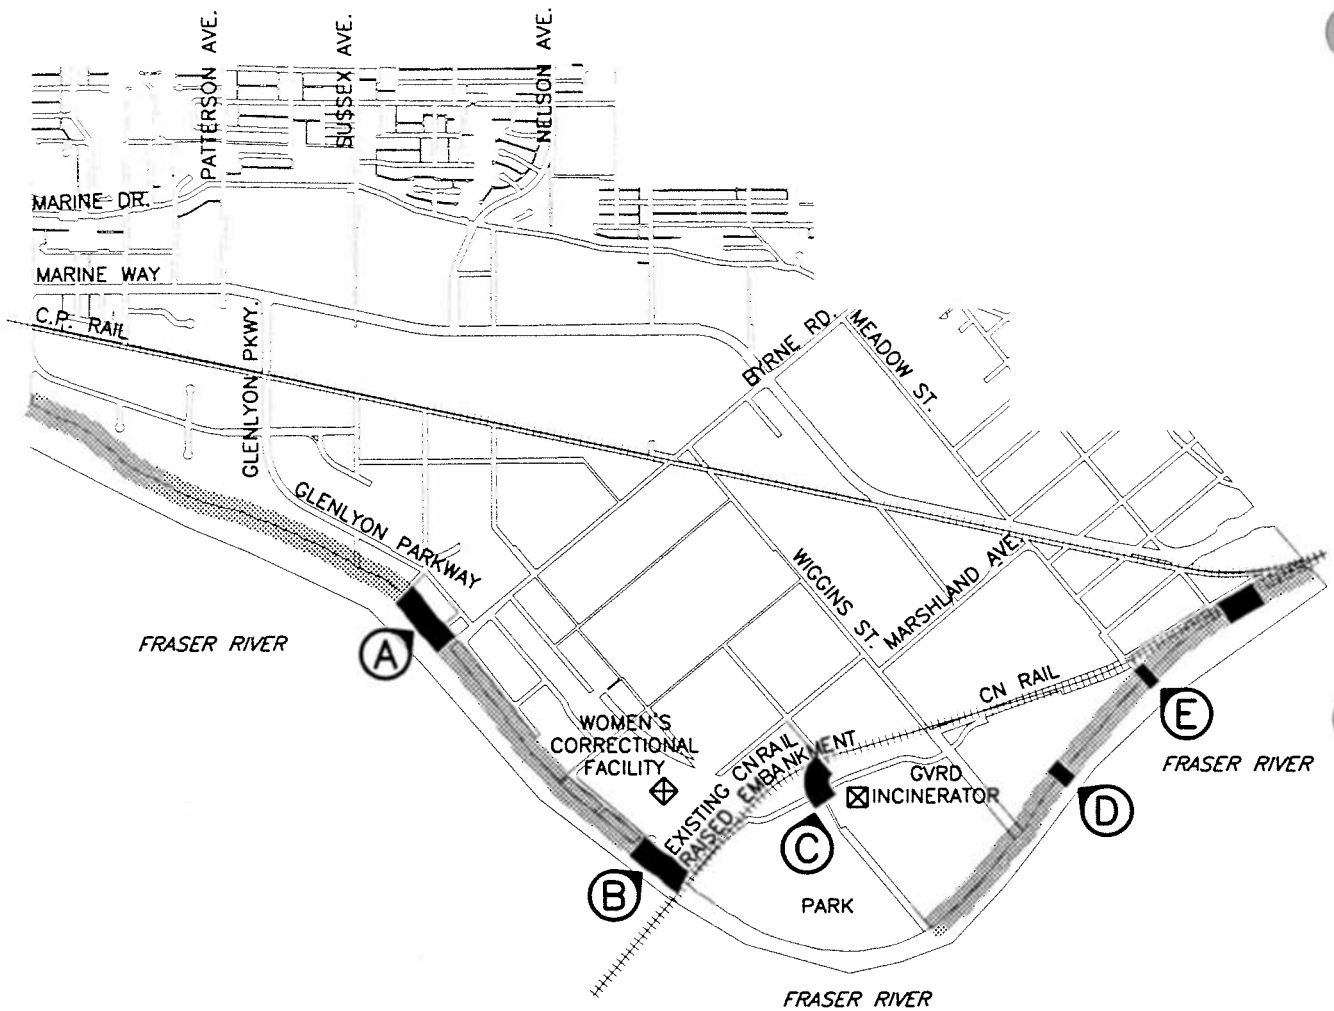 PATTERSON AVE.
SUSSEX AVE.
NELSON AVE.
MARINE DR.
MARINE WAY
C.P. RAIL
GLENLYON PKWY.
BYRNE RD.
MEADOW ST.
GLENLYON PARKWAY
WIGGINS ST.
MARSHLAND AVE.
FRASER RIVER
A
CN RAIL
E
WOMEN'S
CORRECTIONAL
FACILITY
EXISTING CN RAIL
RAISED EMBANKMENT
GVRD
INCINERATOR
FRASER RIVER
D
C
B
PARK
FRASER RIVER